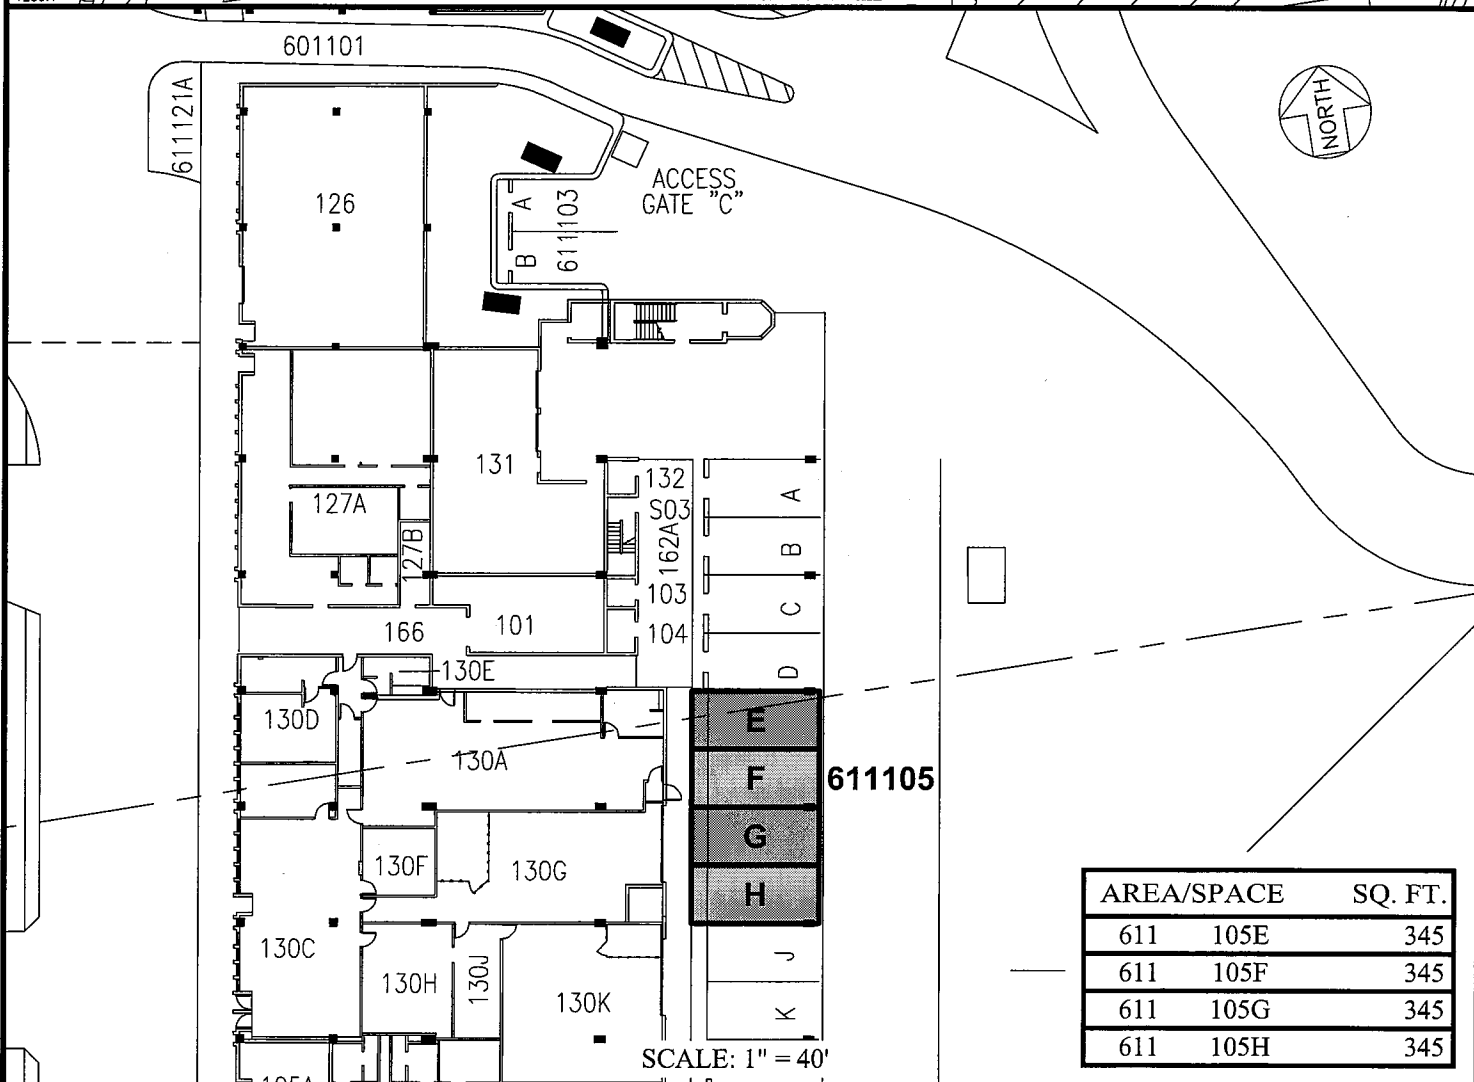 601101
611121A
NORTH
126
ACCESS
GATE "C"
A
611103
B
131
132
S03
162A
127A
127B
A
B
103
C
104
101
166
130E
D
130D
E
130A
F
611105
G
130F
130G
H
AREA/SPACE SQ. FT.
611 105E 345
611 105F 345
611 105G 345
611 105H 345
130C
130H
130J
130K
J
K
SCALE: 1" = 40'